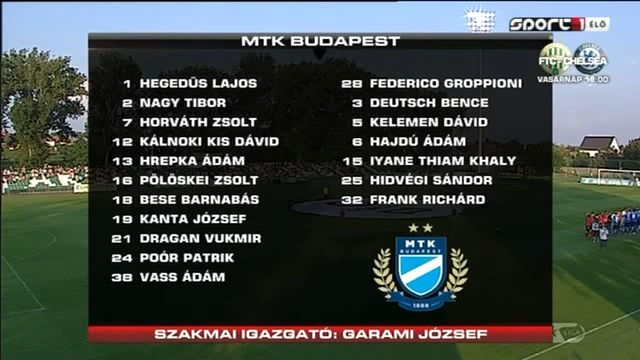 MTK BUDAPEST
sport1 ÉLŐ
FTC-CHELSEA
VASÁRNAP 18:00
1 HEGEDŰS LAJOS
2 NAGY TIBOR
7 HORVÁTH ZSOLT
12 KÁLNOKI KIS DÁVID
13 HREPKA ÁDÁM
16 PÖLÖSKEI ZSOLT
18 BESE BARNABÁS
19 KANTA JÓZSEF
21 DRAGAN VUKMIR
24 POÓR PATRIK
38 VASS ÁDÁM
28 FEDERICO GROPPIONI
3 DEUTSCH BENCE
5 KELEMEN DÁVID
6 HAJDÚ ÁDÁM
15 IYANE THIAM KHALY
25 HIDVÉGI SÁNDOR
32 FRANK RICHÁRD
MTK
BUDAPEST
1888
SZAKMAI IGAZGATÓ: GARAMI JÓZSEF
LIGA